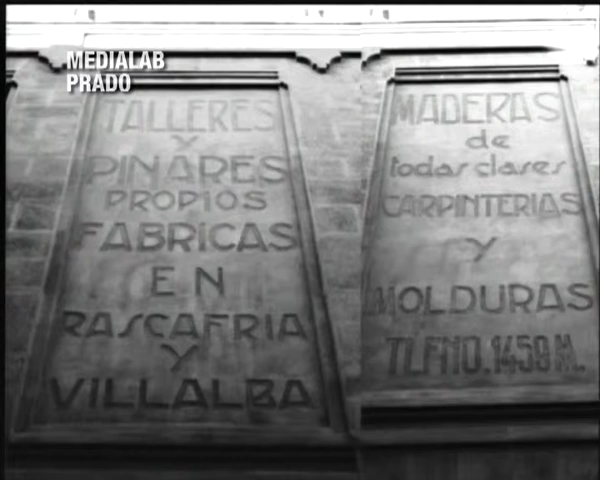 MEDIALAB
PRADO
TALLERES
Y
PINARES
PROPIOS
FABRICAS
EN
RASCAFRIA
Y
VILLALBA
MADERAS
de
todas clases
CARPINTERIAS
Y
MOLDURAS
TLFNO. 1459 M.